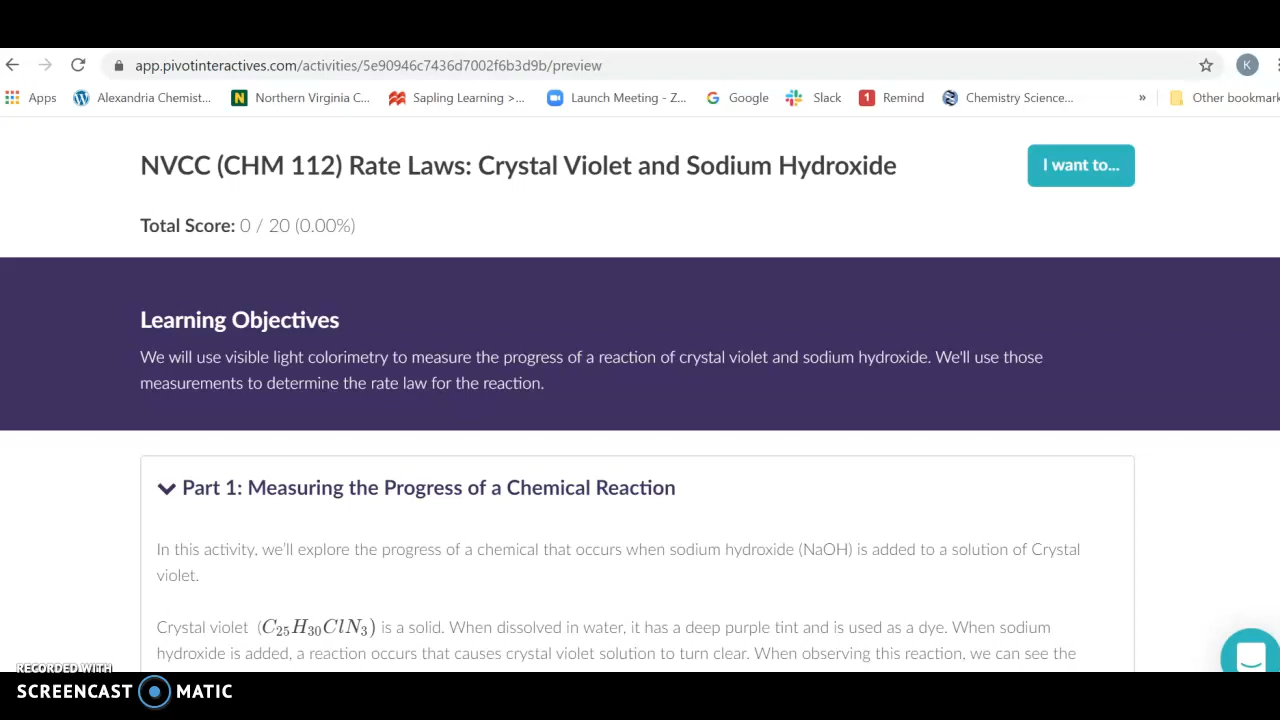 app.pivotinteractives.com/activities/5e90946c7436d7002f6b3d9b/preview
K
Apps Alexandria Chemist... N Northern Virginia C... Sapling Learning >... Launch Meeting - Z... G Google Slack 1 Remind Chemistry Science... » Other bookmark
NVCC (CHM 112) Rate Laws: Crystal Violet and Sodium Hydroxide
I want to...
Total Score: 0 / 20 (0.00%)
Learning Objectives
We will use visible light colorimetry to measure the progress of a reaction of crystal violet and sodium hydroxide. We'll use those
measurements to determine the rate law for the reaction.
Part 1: Measuring the Progress of a Chemical Reaction
In this activity, we'll explore the progress of a chemical that occurs when sodium hydroxide (NaOH) is added to a solution of Crystal
violet.
Crystal violet (C₂₅H₃₀ClN₃) is a solid. When dissolved in water, it has a deep purple tint and is used as a dye. When sodium
hydroxide is added, a reaction occurs that causes crystal violet solution to turn clear. When observing this reaction, we can see the
RECORDED WITH
SCREENCAST MATIC